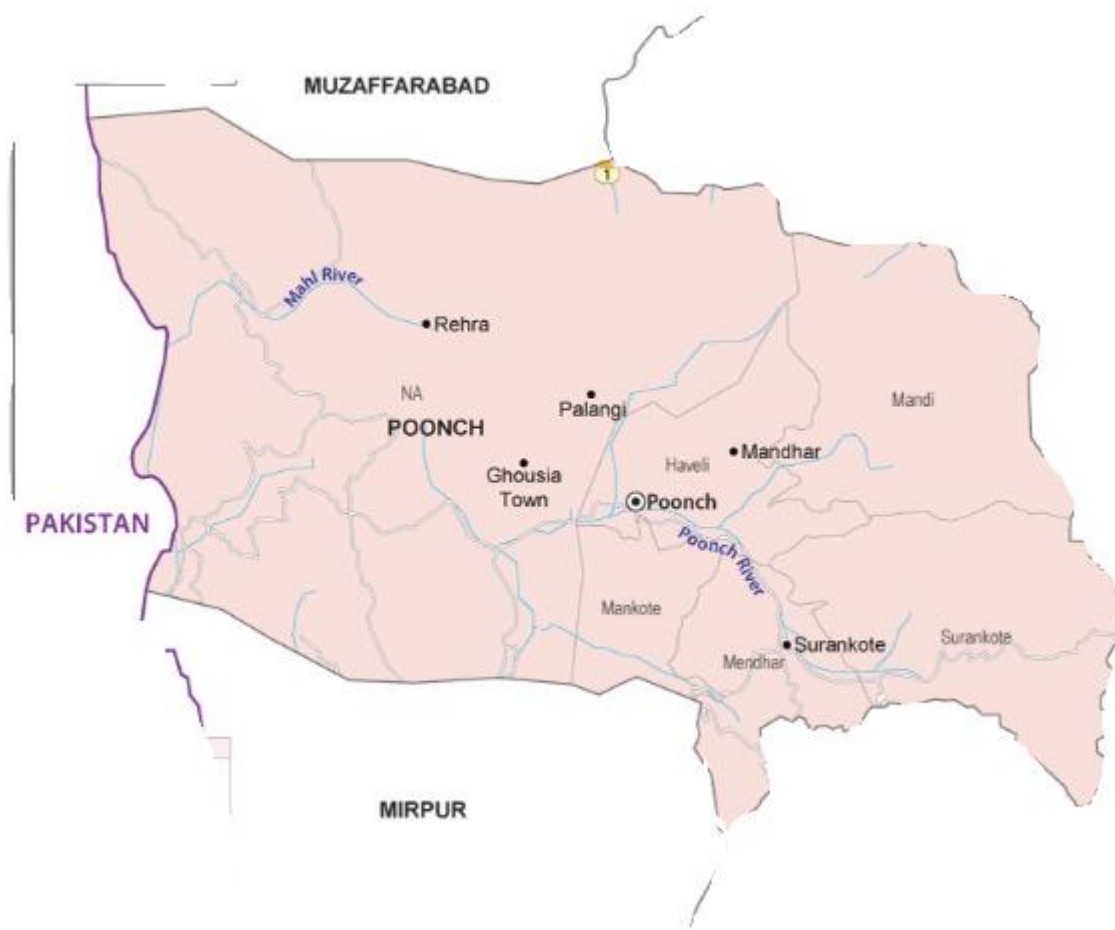 MUZAFFARABAD
1
Mahl River
Rehra
NA
Palangi
Mandi
POONCH
Haveli
Mandhar
Ghousia
Town
Poonch
PAKISTAN
Poonch River
Mankote
Surankote
Surankote
Mendhar
MIRPUR